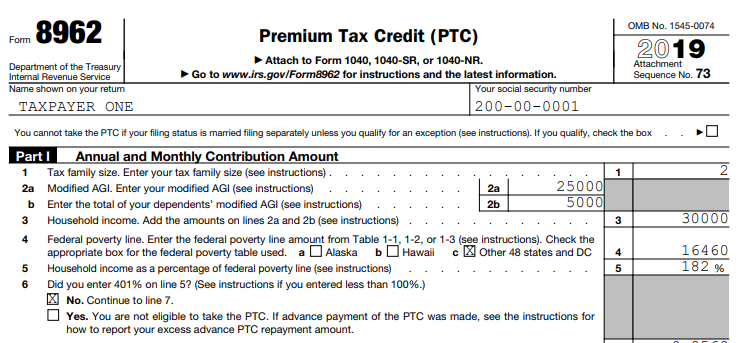 Form 8962
Department of the Treasury
Internal Revenue Service
Premium Tax Credit (PTC)
▶ Attach to Form 1040, 1040-SR, or 1040-NR.
▶ Go to www.irs.gov/Form8962 for instructions and the latest information.
OMB No. 1545-0074
2019
Attachment
Sequence No. 73
Name shown on your return
TAXPAYER ONE
Your social security number
200-00-0001
You cannot take the PTC if your filing status is married filing separately unless you qualify for an exception (see instructions). If you qualify, check the box . . ▶ ☐
Part I Annual and Monthly Contribution Amount
1 Tax family size. Enter your tax family size (see instructions) . . . . . . . . . . . . . . 1 2
2a Modified AGI. Enter your modified AGI (see instructions) . . . . . . . 2a 25000
b Enter the total of your dependents' modified AGI (see instructions) . . . . . 2b 5000
3 Household income. Add the amounts on lines 2a and 2b (see instructions) . . . . . . . . . . 3 30000
4 Federal poverty line. Enter the federal poverty line amount from Table 1-1, 1-2, or 1-3 (see instructions). Check the
appropriate box for the federal poverty table used. a ☐ Alaska b ☐ Hawaii c ☒ Other 48 states and DC 4 16460
5 Household income as a percentage of federal poverty line (see instructions) . . . . . . . . . . 5 182 %
6 Did you enter 401% on line 5? (See instructions if you entered less than 100%.)
☒ No. Continue to line 7.
☐ Yes. You are not eligible to take the PTC. If advance payment of the PTC was made, see the instructions for
how to report your excess advance PTC repayment amount.